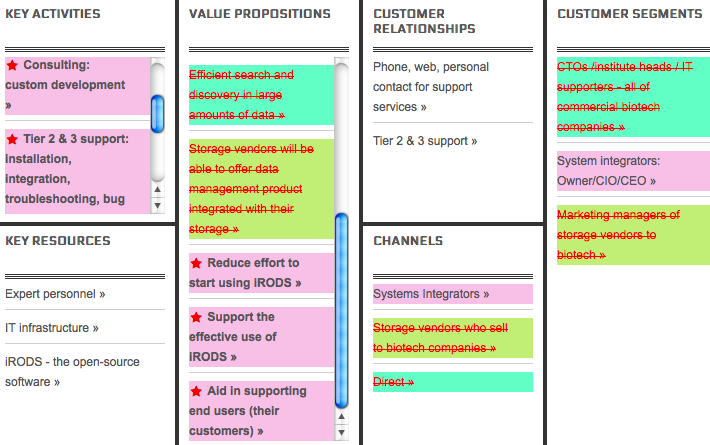 KEY ACTIVITIES
Consulting:
custom development
»
Tier 2 & 3 support:
installation,
integration,
troubleshooting, bug
KEY RESOURCES
Expert personnel »
IT infrastructure »
iRODS - the open-source
software »
VALUE PROPOSITIONS
Efficient search and
discovery in large
amounts of data »
Storage vendors will be
able to offer data
management product
integrated with their
storage »
Reduce effort to
start using iRODS »
Support the
effective use of
iRODS »
Aid in supporting
end users (their
customers) »
CUSTOMER
RELATIONSHIPS
Phone, web, personal
contact for support
services »
Tier 2 & 3 support »
CHANNELS
Systems Integrators »
Storage vendors who sell
to biotech companies »
Direct »
CUSTOMER SEGMENTS
CTOs /institute heads / IT
supporters - all of
commercial biotech
companies »
System integrators:
Owner/CIO/CEO »
Marketing managers of
storage vendors to
biotech »